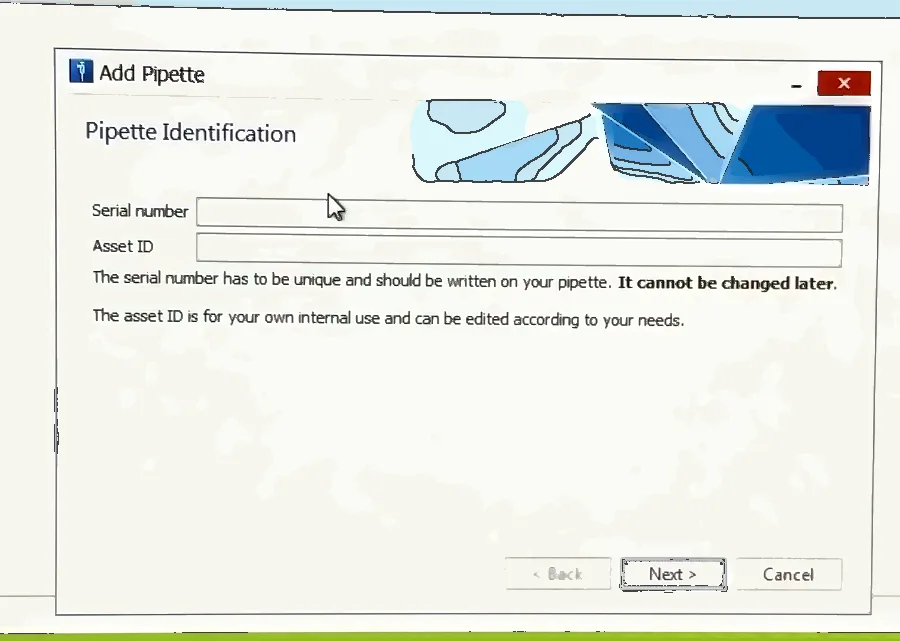 Add Pipette
Pipette Identification
Serial number
Asset ID
The serial number has to be unique and should be written on your pipette. It cannot be changed later.
The asset ID is for your own internal use and can be edited according to your needs.
< Back
Next >
Cancel